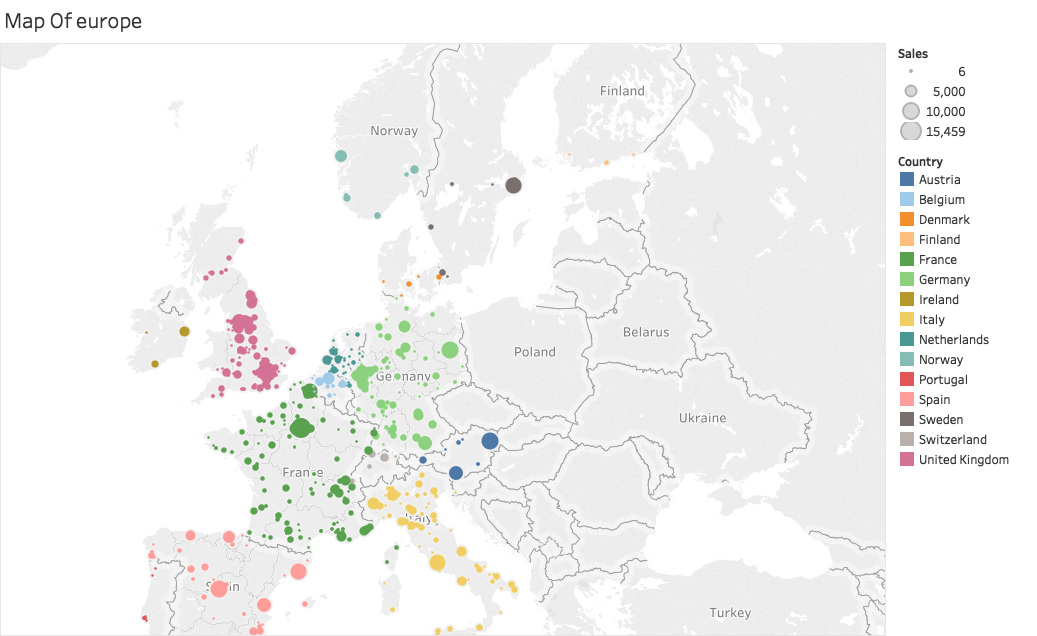 Map Of europe
Sales
6
5,000
10,000
15,459
Country
Austria
Belgium
Denmark
Finland
France
Germany
Ireland
Italy
Netherlands
Norway
Portugal
Spain
Sweden
Switzerland
United Kingdom
Finland
Norway
Belarus
Poland
Germany
Ukraine
France
Italy
Spain
Turkey